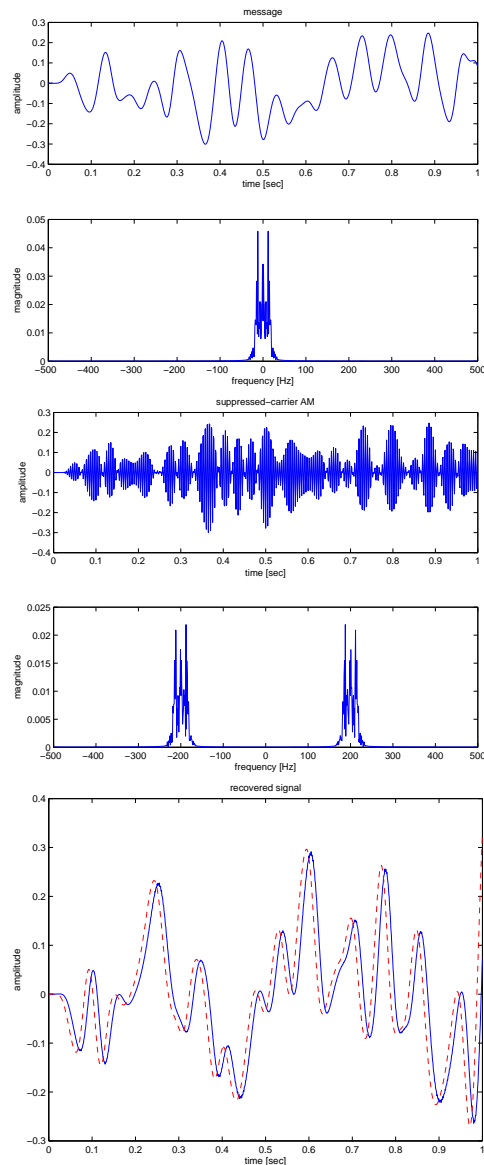 message
0.3
0.2
0.1
0
−0.1
−0.2
−0.3
−0.4
amplitude
0 0.1 0.2 0.3 0.4 0.5 0.6 0.7 0.8 0.9 1
time [sec]
0.05
0.04
0.03
0.02
0.01
0
magnitude
−500 −400 −300 −200 −100 0 100 200 300 400 500
frequency [Hz]
suppressed−carrier AM
0.3
0.2
0.1
0
−0.1
−0.2
−0.3
−0.4
amplitude
0 0.1 0.2 0.3 0.4 0.5 0.6 0.7 0.8 0.9 1
time [sec]
0.025
0.02
0.015
0.01
0.005
0
magnitude
−500 −400 −300 −200 −100 0 100 200 300 400 500
frequency [Hz]
recovered signal
0.4
0.3
0.2
0.1
0
−0.1
−0.2
−0.3
amplitude
0 0.1 0.2 0.3 0.4 0.5 0.6 0.7 0.8 0.9 1
time [sec]